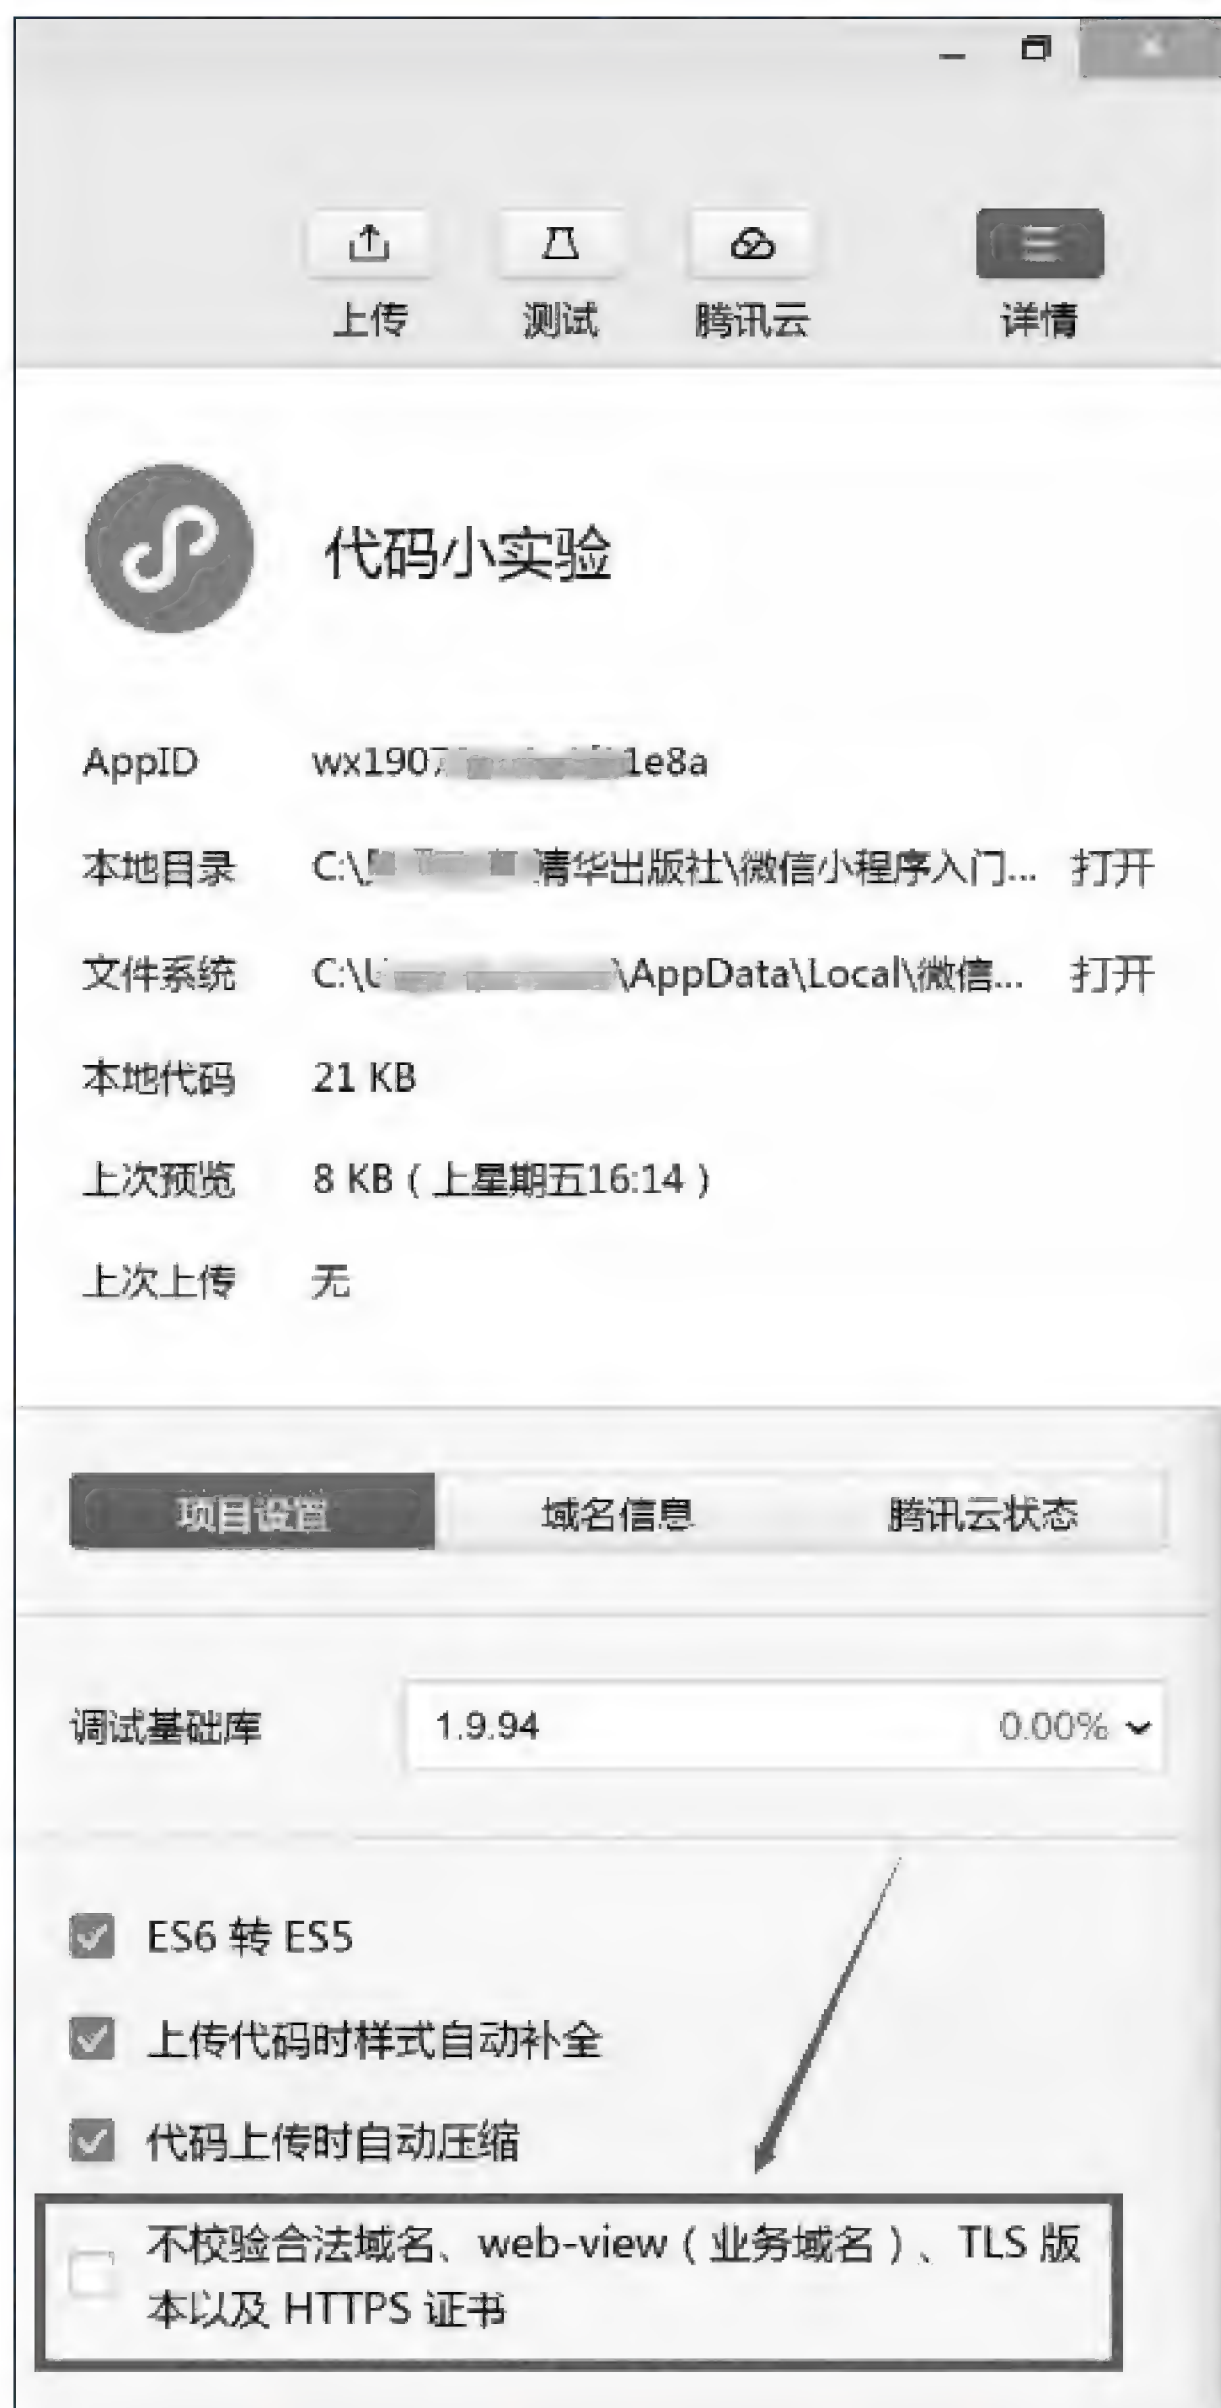 上传 测试 腾讯云 详情
代码小实验
AppID wx1907 1e8a
本地目录 C:\ 清华出版社\微信小程序入门... 打开
文件系统 C:\ \AppData\Local\微信... 打开
本地代码 21 KB
上次预览 8 KB ( 上星期五16:14 )
上次上传 无
项目设置 域名信息 腾讯云状态
调试基础库 1.9.94 0.00%
ES6 转 ES5
上传代码时样式自动补全
代码上传时自动压缩
不校验合法域名、web-view ( 业务域名 ) 、TLS 版
本以及 HTTPS 证书